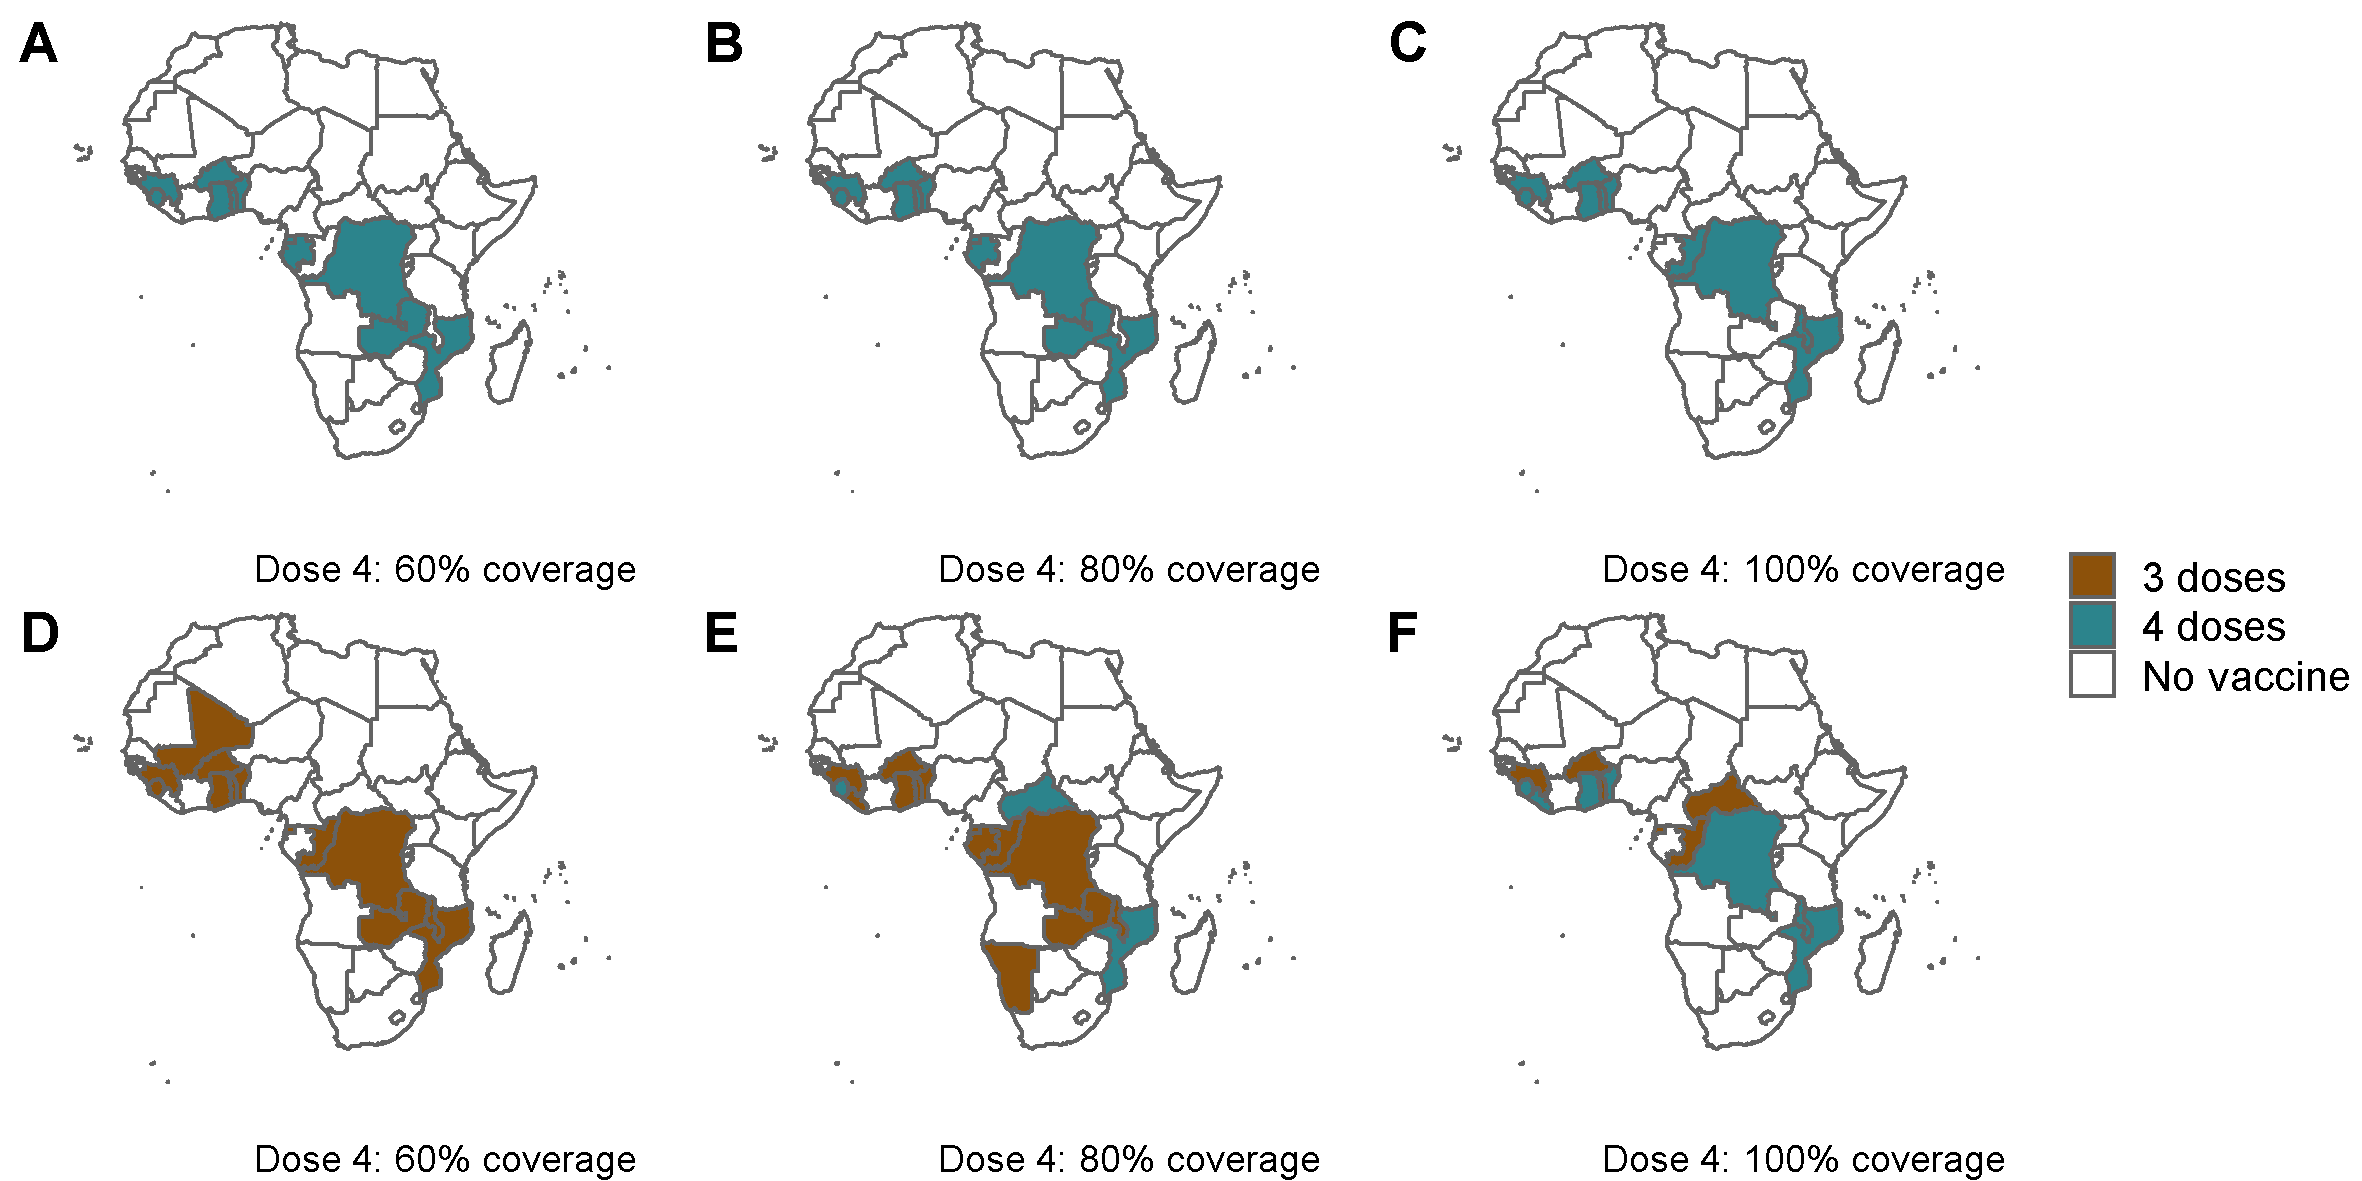 A
B
C
Dose 4: 60% coverage
Dose 4: 80% coverage
Dose 4: 100% coverage
3 doses
4 doses
No vaccine
D
E
F
Dose 4: 60% coverage
Dose 4: 80% coverage
Dose 4: 100% coverage